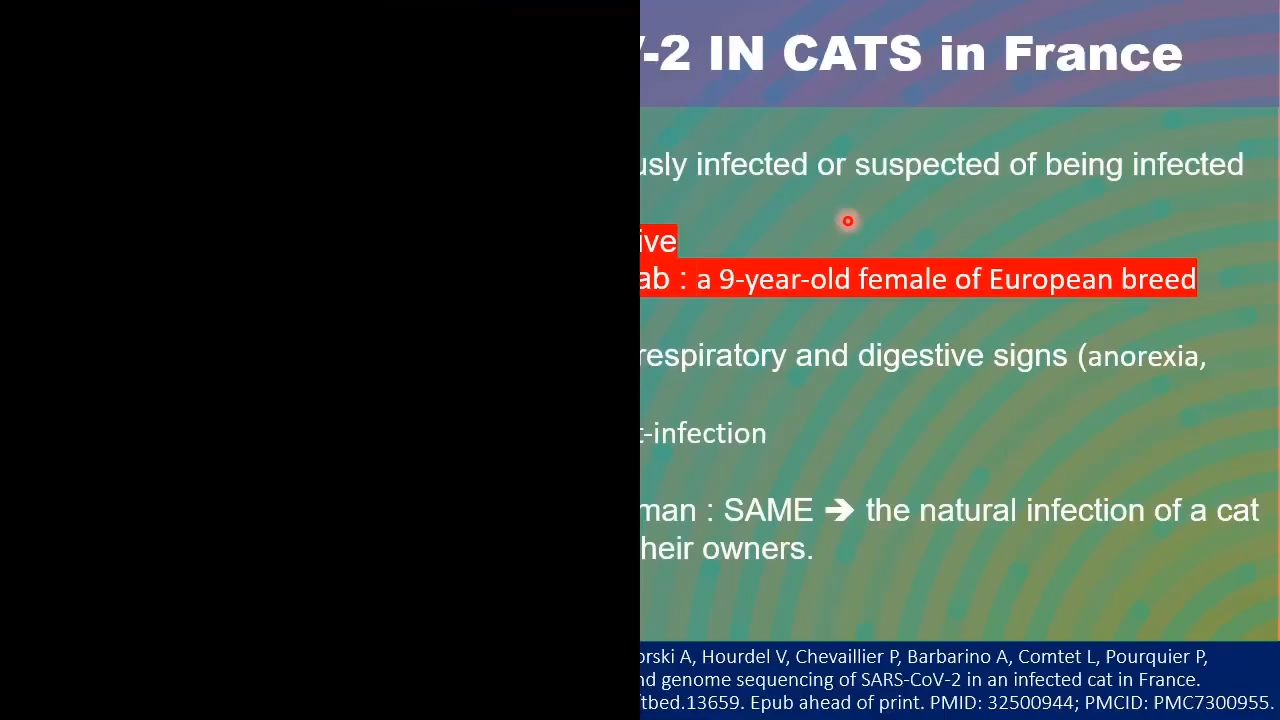 -2 IN CATS in France
usly infected or suspected of being infected
ive
ab : a 9-year-old female of European breed
respiratory and digestive signs (anorexia,
t-infection
man : SAME ➔ the natural infection of a cat
heir owners.
orski A, Hourdel V, Chevaillier P, Barbarino A, Comtet L, Pourquier P,
nd genome sequencing of SARS-CoV-2 in an infected cat in France.
tbed.13659. Epub ahead of print. PMID: 32500944; PMCID: PMC7300955.